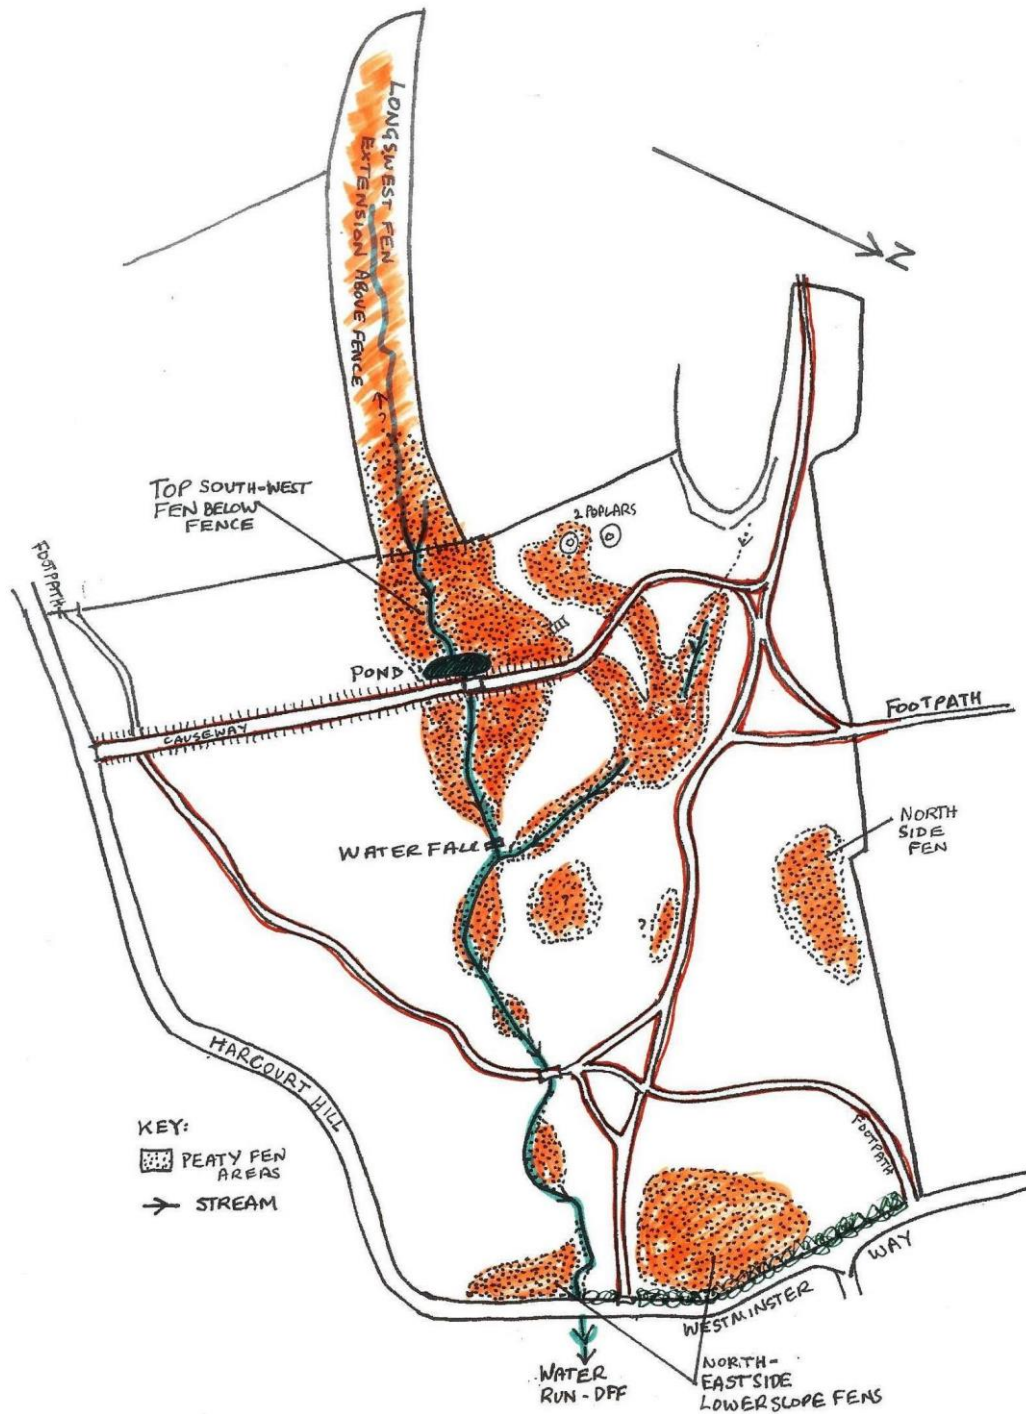 LONGSWEST FEN
EXTENSION ABOVE FENCE
N
?
TOP SOUTH-WEST
FEN BELOW
FENCE
2 POPLARS
FOOTPATH
POND
CAUSEWAY
FOOTPATH
WATERFALL
NORTH
SIDE
FEN
?
?
HARCOURT HILL
KEY:
PEATY FEN
AREAS
STREAM
FOOTPATH
WESTMINSTER WAY
WATER
RUN-OFF
NORTH-
EAST SIDE
LOWER SLOPE FENS